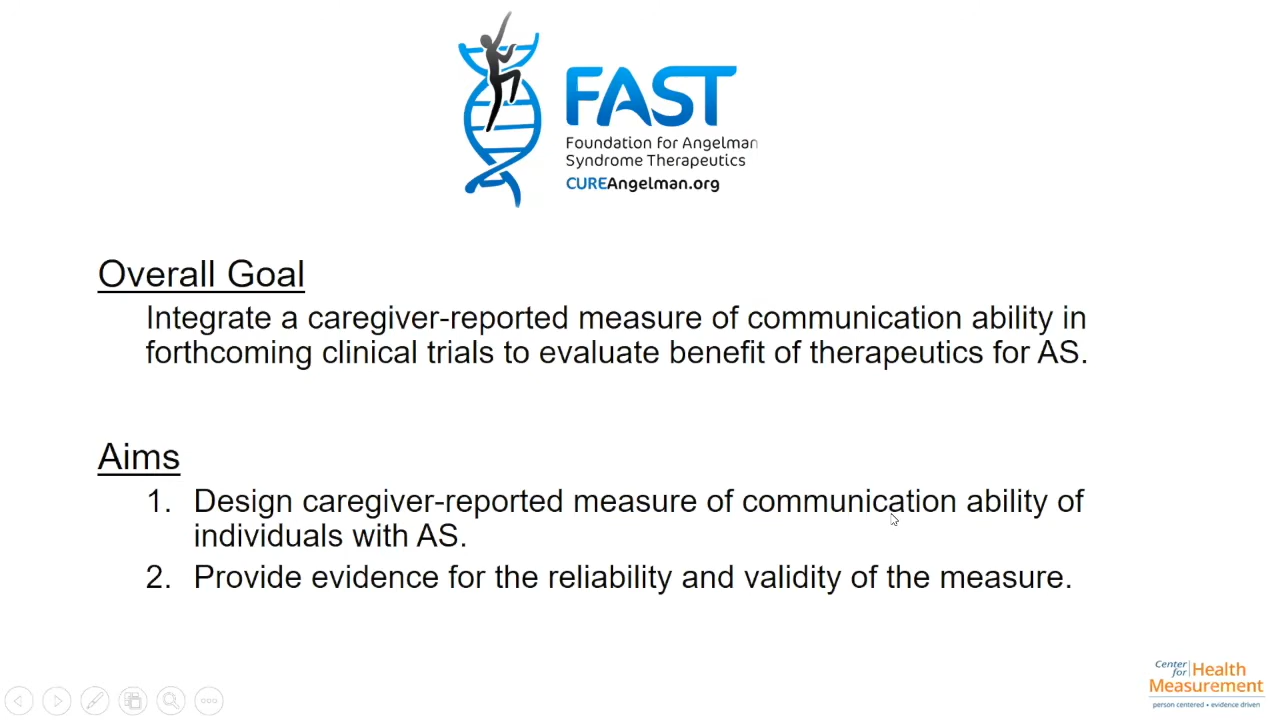 FAST
Foundation for Angelman
Syndrome Therapeutics
CUREAngelman.org
Overall Goal
Integrate a caregiver-reported measure of communication ability in
forthcoming clinical trials to evaluate benefit of therapeutics for AS.
Aims
1. Design caregiver-reported measure of communication ability of
individuals with AS.
2. Provide evidence for the reliability and validity of the measure.
Center
for Health
Measurement
person centered • evidence driven